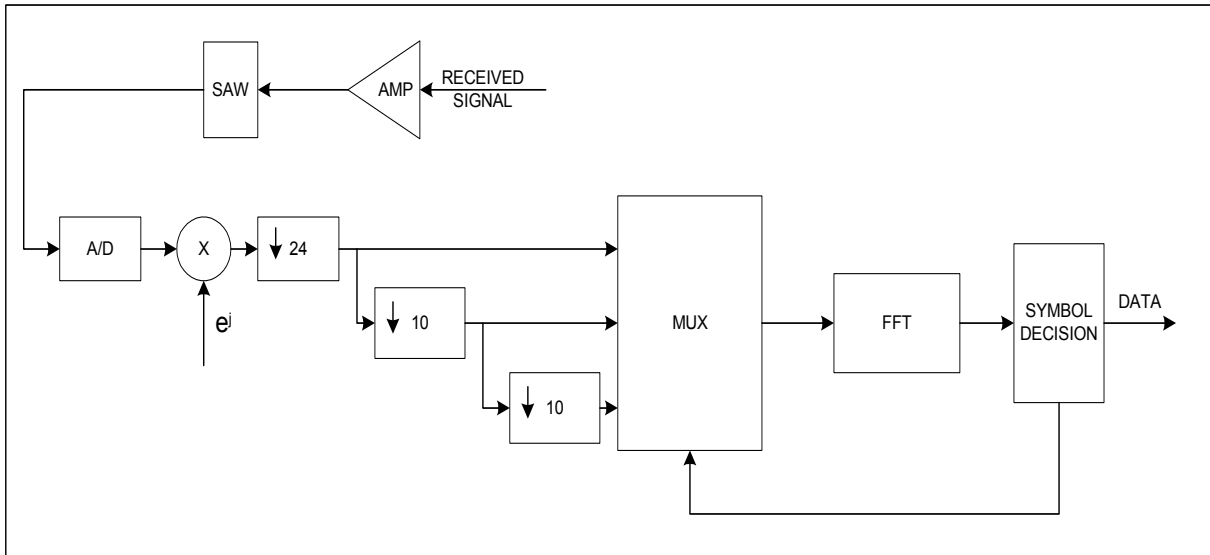 RECEIVED
SIGNAL
AMP
SAW
A/D
X
24
e^j
10
10
MUX
FFT
SYMBOL
DECISION
DATA